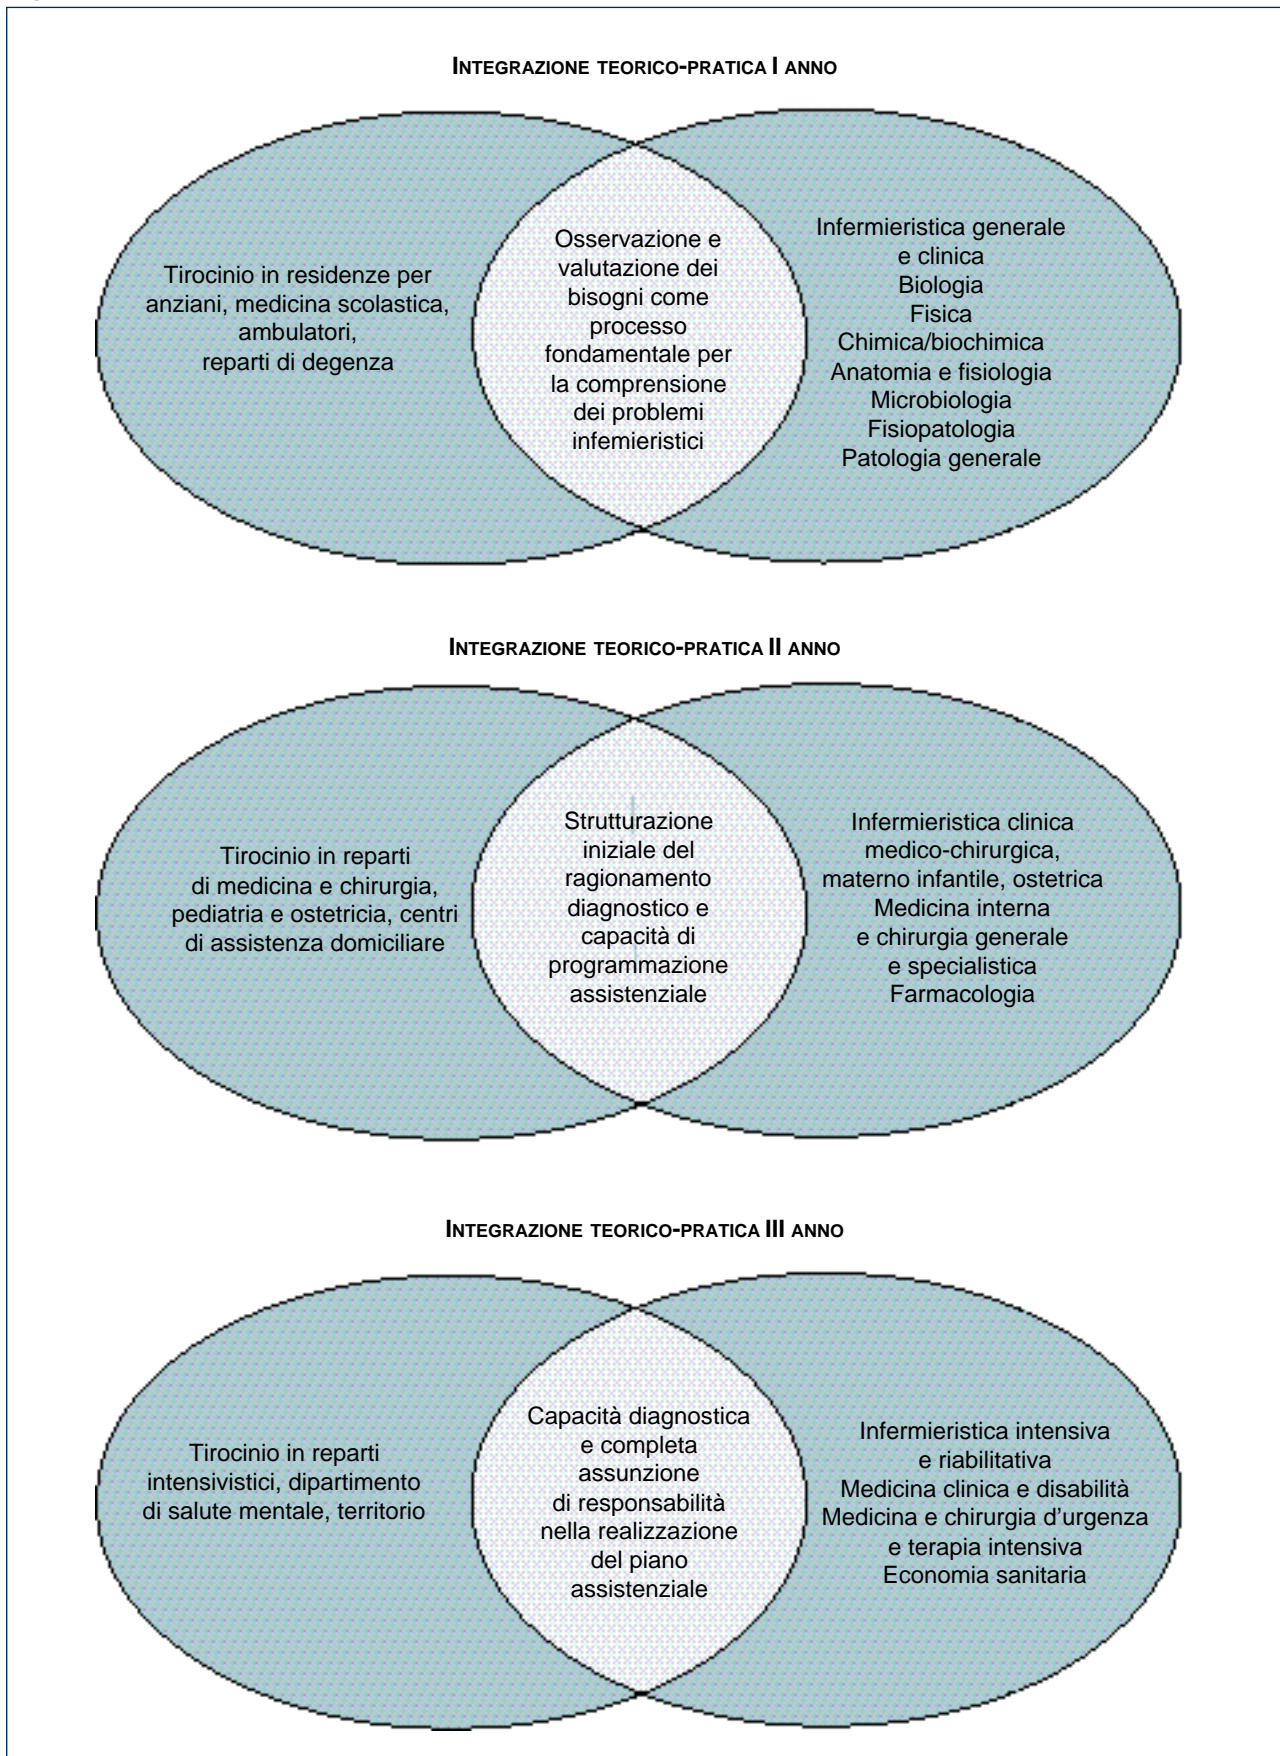 INTEGRAZIONE TEORICO-PRATICA I ANNO
Tirocinio in residenze per
anziani, medicina scolastica,
ambulatori,
reparti di degenza
Osservazione e
valutazione dei
bisogni come
processo
fondamentale per
la comprensione
dei problemi
infemieristici
Infermieristica generale
e clinica
Biologia
Fisica
Chimica/biochimica
Anatomia e fisiologia
Microbiologia
Fisiopatologia
Patologia generale
INTEGRAZIONE TEORICO-PRATICA II ANNO
Tirocinio in reparti
di medicina e chirurgia,
pediatria e ostetricia, centri
di assistenza domiciliare
Strutturazione
iniziale del
ragionamento
diagnostico e
capacità di
programmazione
assistenziale
Infermieristica clinica
medico-chirurgica,
materno infantile, ostetrica
Medicina interna
e chirurgia generale
e specialistica
Farmacologia
INTEGRAZIONE TEORICO-PRATICA III ANNO
Tirocinio in reparti
intensivistici, dipartimento
di salute mentale, territorio
Capacità diagnostica
e completa
assunzione
di responsabilità
nella realizzazione
del piano
assistenziale
Infermieristica intensiva
e riabilitativa
Medicina clinica e disabilità
Medicina e chirurgia d'urgenza
e terapia intensiva
Economia sanitaria